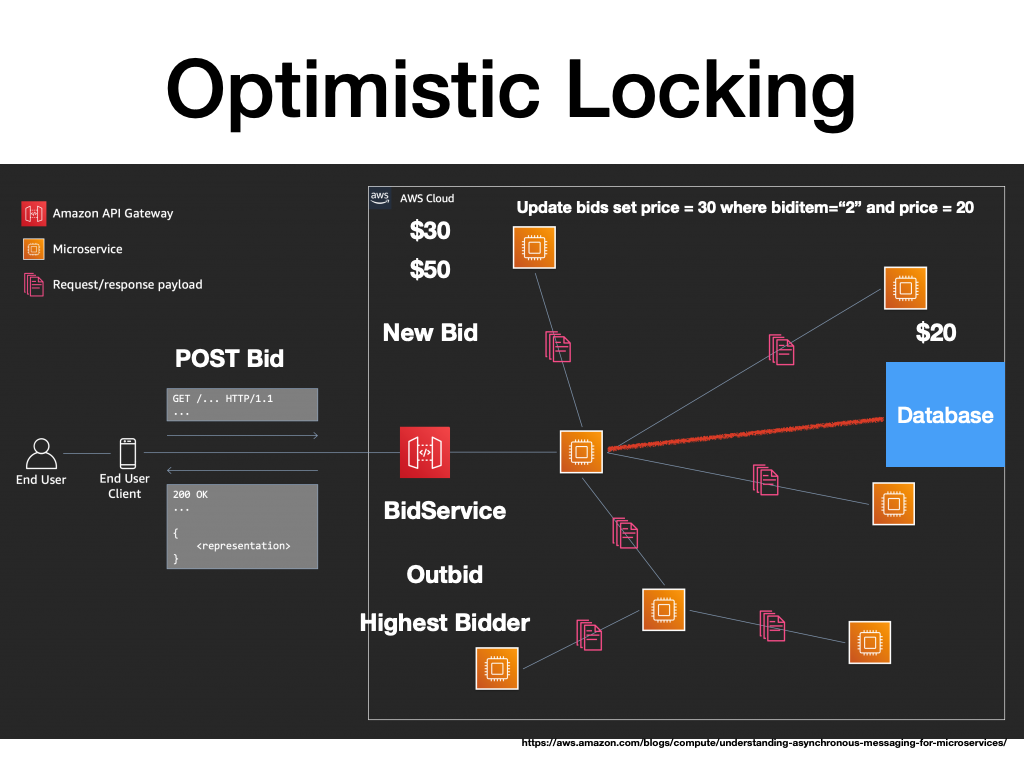 Optimistic Locking
Amazon API Gateway
Microservice
Request/response payload
aws
AWS Cloud
$30
$50
Update bids set price = 30 where biditem=“2” and price = 20
New Bid
$20
POST Bid
GET /... HTTP/1.1
...
Database
End User
End User
Client
200 OK
...
{
<representation>
}
BidService
Outbid
Highest Bidder
https://aws.amazon.com/blogs/compute/understanding-asynchronous-messaging-for-microservices/